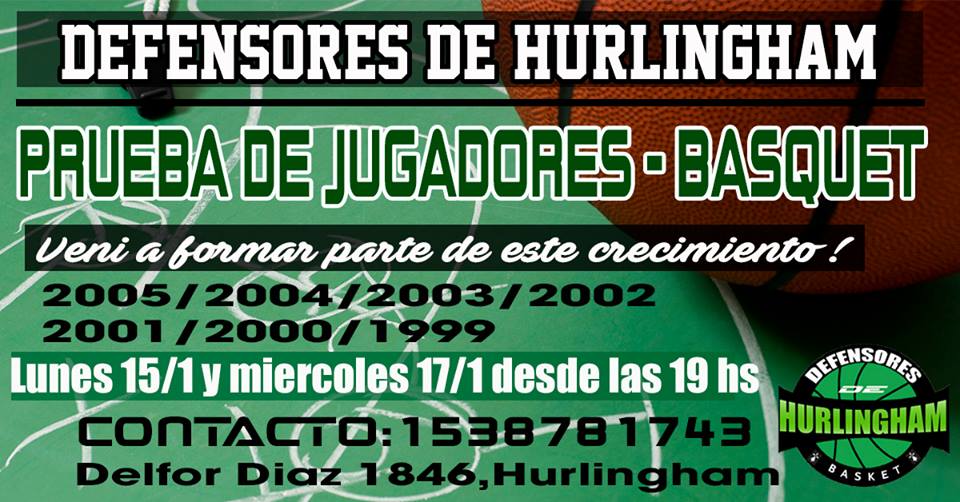 DEFENSORES DE HURLINGHAM
PRUEBA DE JUGADORES - BASQUET
Veni a formar parte de este crecimiento !
2005/2004/2003/2002
2001/2000/1999
Lunes 15/1 y miercoles 17/1 desde las 19 hs
CONTACTO:1538781743
Delfor Diaz 1846,Hurlingham
DEFENSORES
DE
HURLINGHAM
BASKET